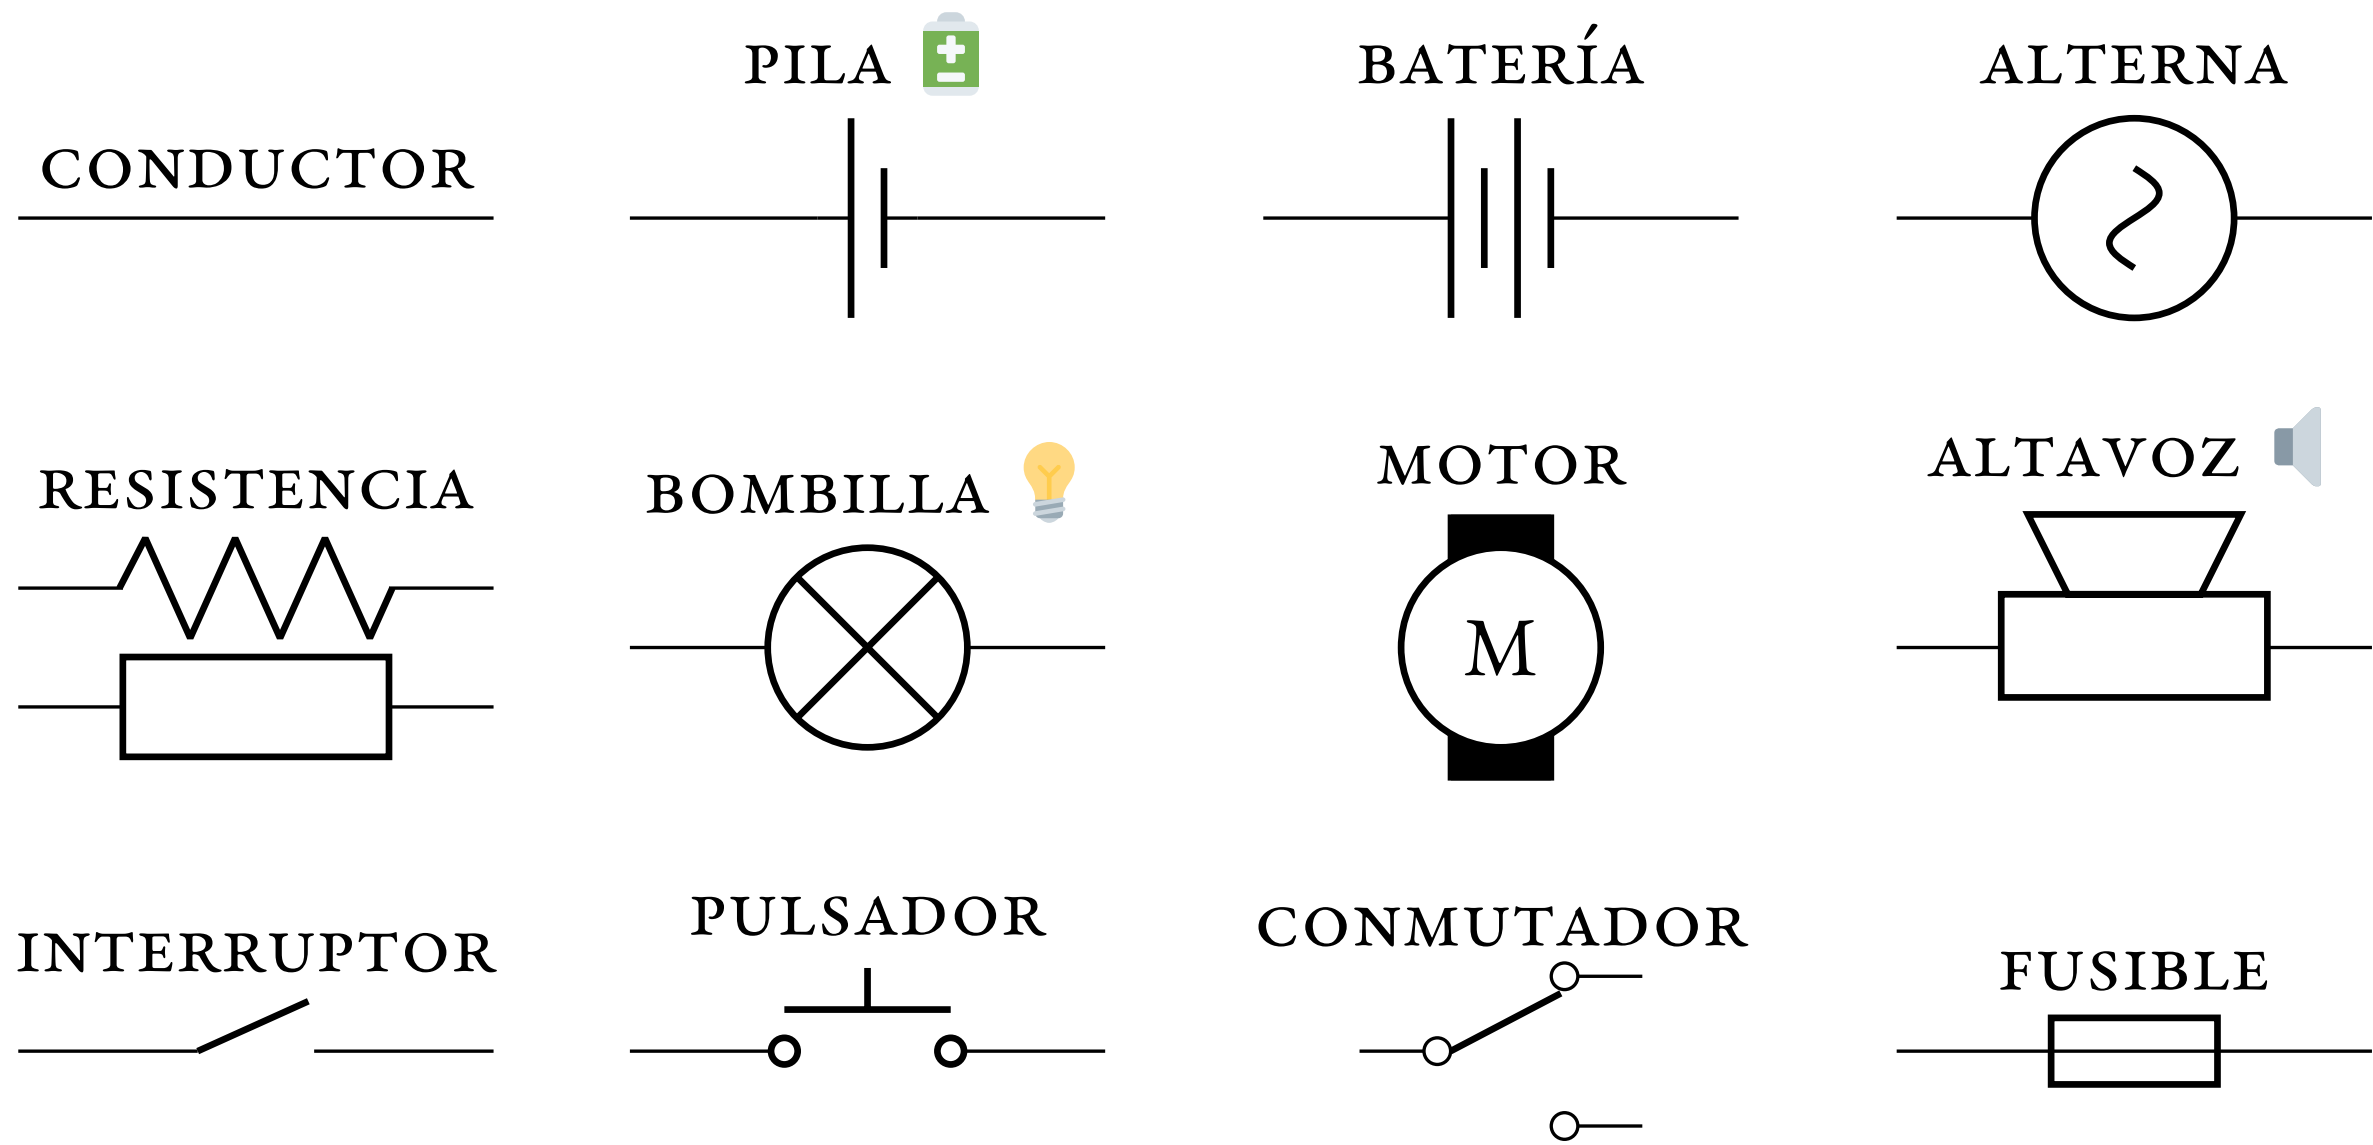 CONDUCTOR
PILA
BATERÍA
ALTERNA
RESISTENCIA
BOMBILLA
MOTOR
M
ALTAVOZ
INTERRUPTOR
PULSADOR
CONMUTADOR
FUSIBLE